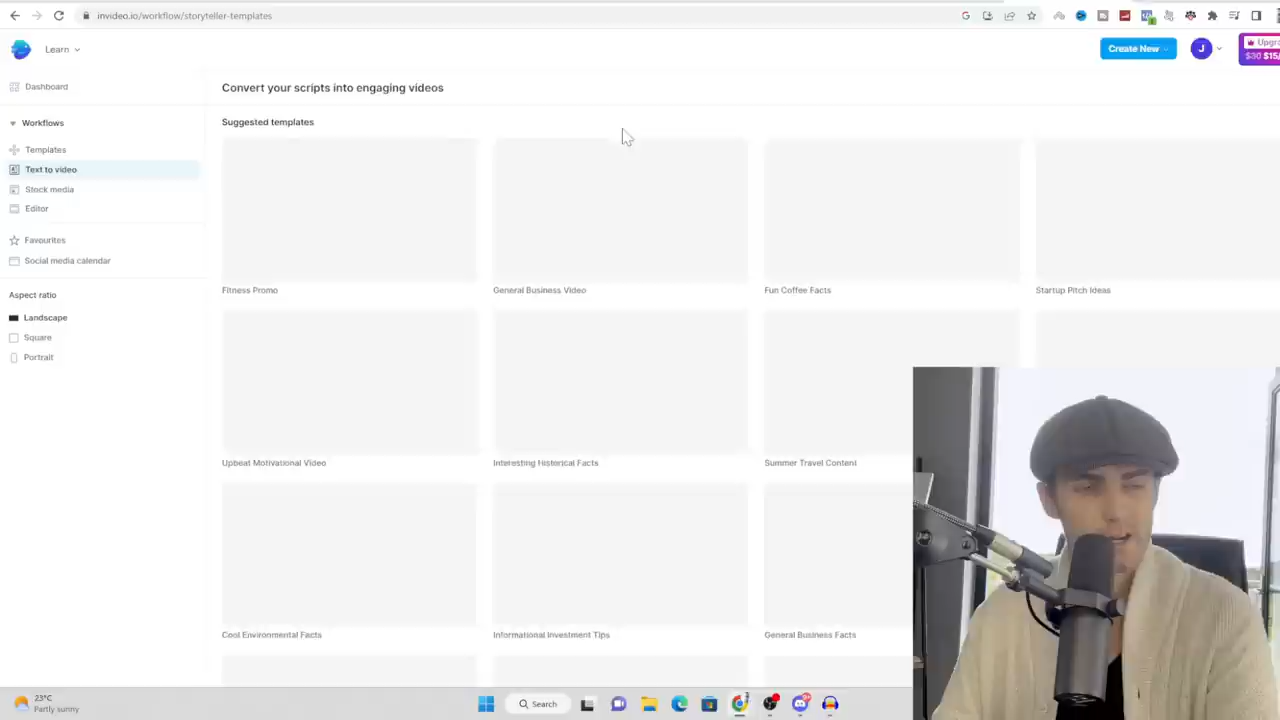 invideo.io/workflow/storyteller-templates
Learn
Create New
J
$30 $15/
Dashboard
Convert your scripts into engaging videos
Workflows
Suggested templates
Templates
Text to video
Stock media
Editor
Favourites
Social media calendar
Aspect ratio
Landscape
Square
Portrait
Fitness Promo
General Business Video
Fun Coffee Facts
Startup Pitch Ideas
Upbeat Motivational Video
Interesting Historical Facts
Summer Travel Content
Cool Environmental Facts
Informational Investment Tips
General Business Facts
23°C
Partly sunny
Search